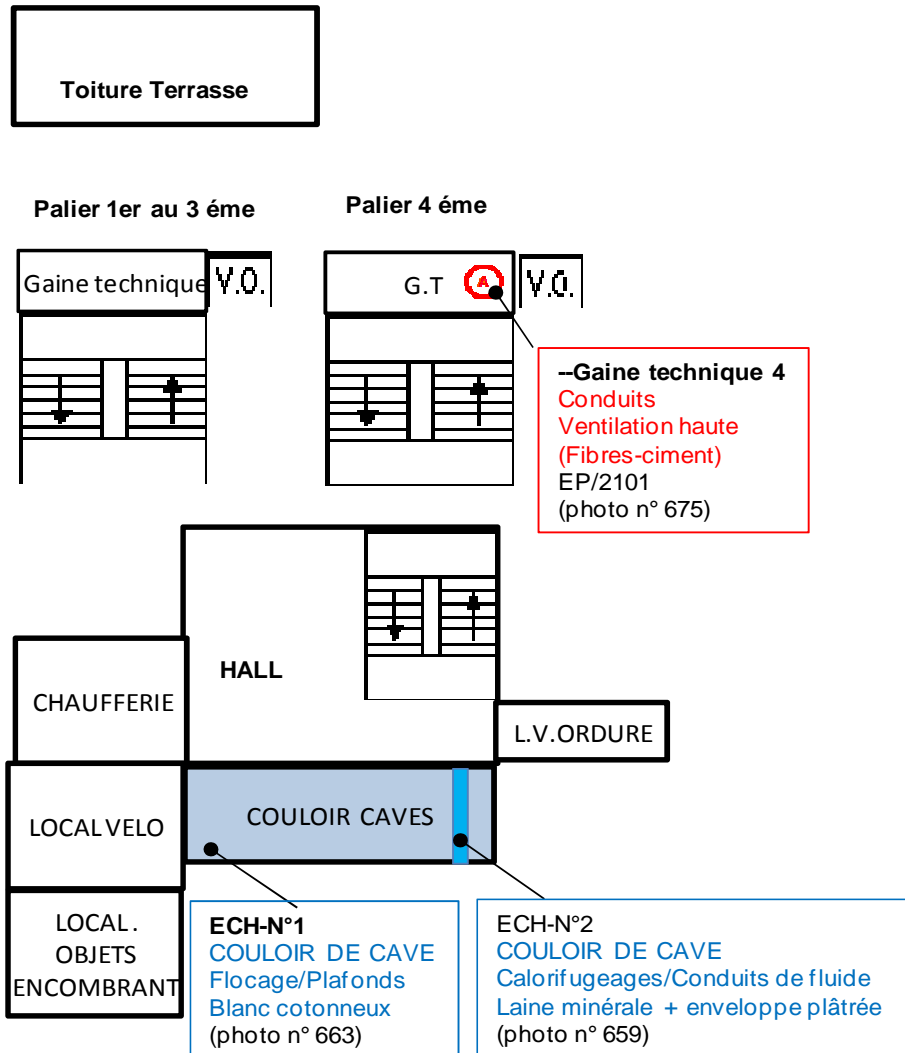 Toiture Terrasse
Palier 1er au 3 éme
Palier 4 éme
Gaine technique
V.O.
G.T
A
V.O.
--Gaine technique 4
Conduits
Ventilation haute
(Fibres-ciment)
EP/2101
(photo n° 675)
HALL
CHAUFFERIE
L.V.ORDURE
LOCAL VELO
COULOIR CAVES
LOCAL.
OBJETS
ENCOMBRANT
ECH-N°1
COULOIR DE CAVE
Flocage/Plafonds
Blanc cotonneux
(photo n° 663)
ECH-N°2
COULOIR DE CAVE
Calorifugeages/Conduits de fluide
Laine minérale + enveloppe plâtrée
(photo n° 659)